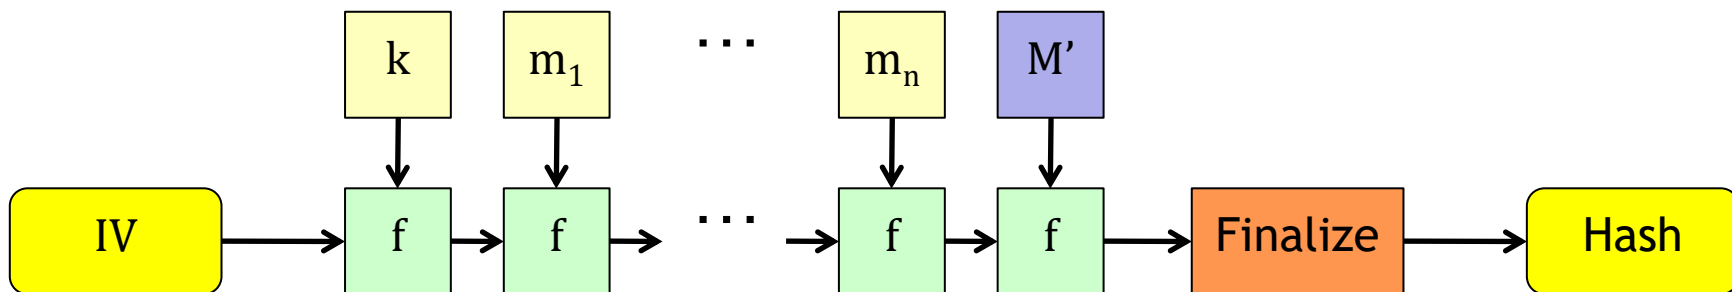 k m₁ ... mₙ M’
IV f f ... f f Finalize Hash